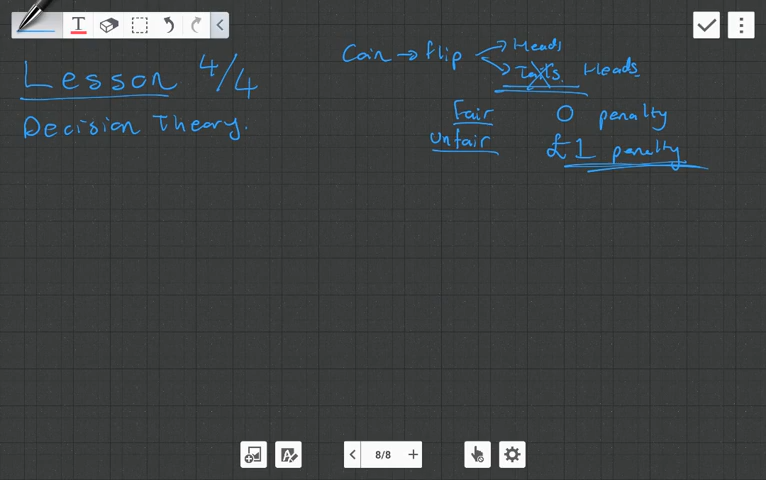 T
Lesson 4/4
Decision Theory.
Coin → flip
Heads
Tails. Heads
Fair 0 penalty
Unfair £1 penalty
8/8